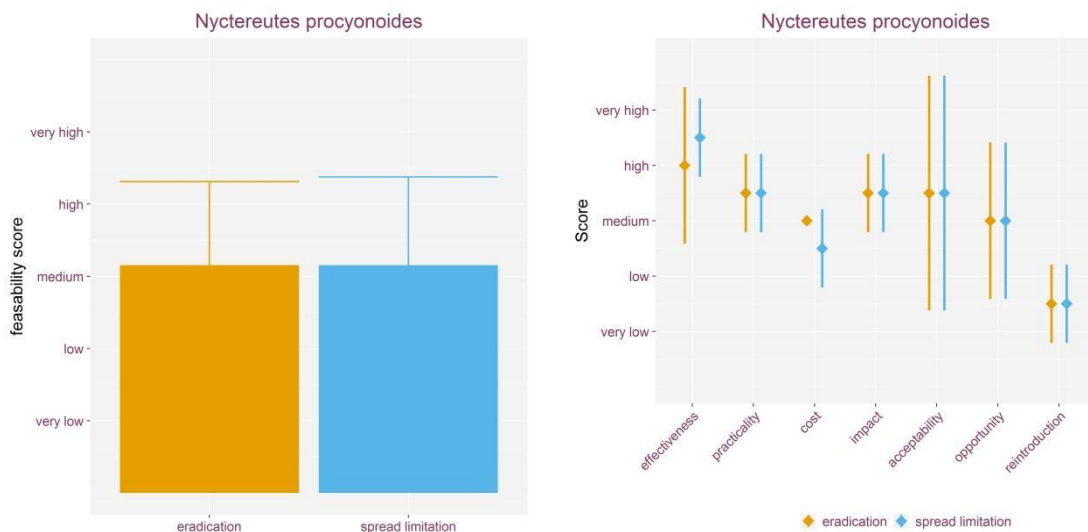 Nyctereutes procyonoides
feasability score
very high
high
medium
low
very low
eradication
spread limitation
Nyctereutes procyonoides
Score
very high
high
medium
low
very low
effectiveness
practicality
cost
impact
acceptability
opportunity
reintroduction
eradication
spread limitation